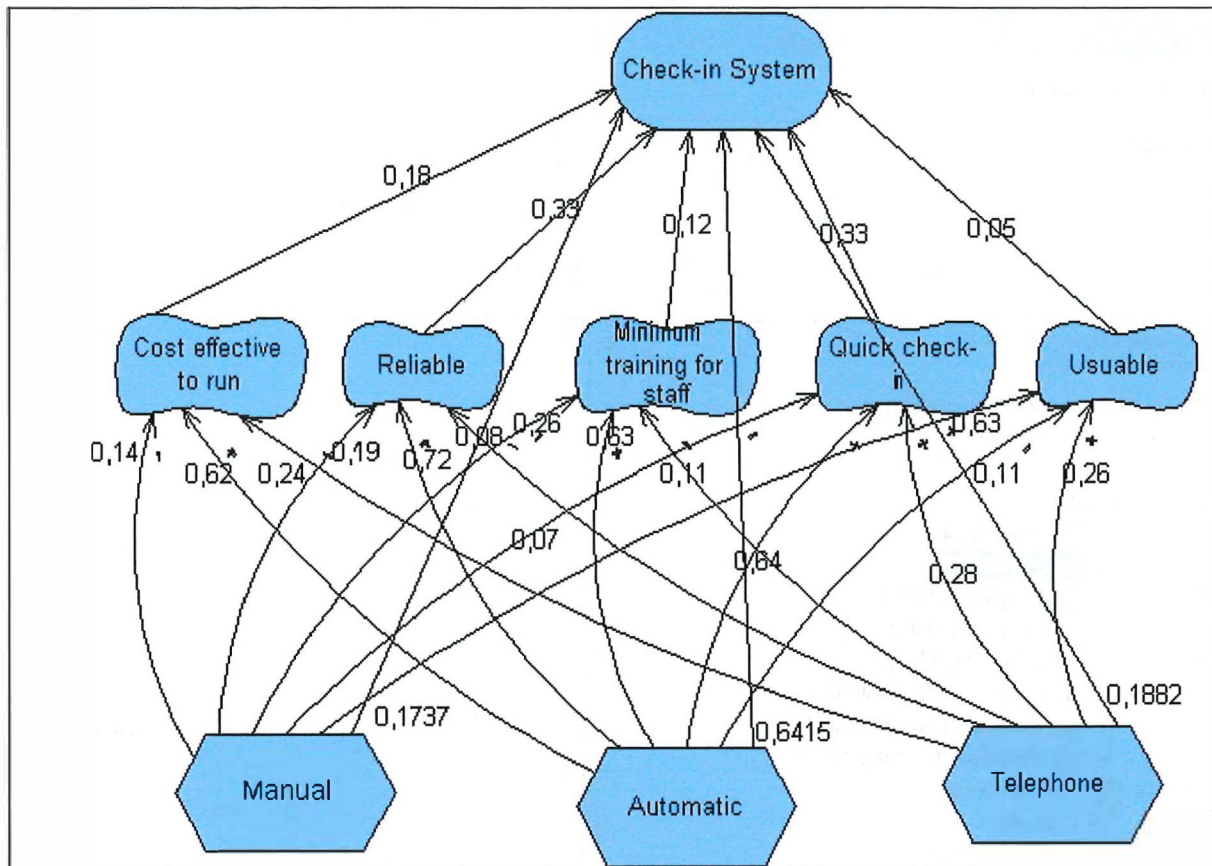 Check-in System
0,18
0,33
0,12
0,33
0,05
Cost effective
to run
Reliable
Minimum
training for
staff
Quick check-
in
Usuable
0,14
0,62
0,24
0,19
0,72
0,08
0,26
0,63
0,11
0,07
0,64
0,28
0,63
0,11
0,26
0,1737
0,6415
0,1882
Manual
Automatic
Telephone